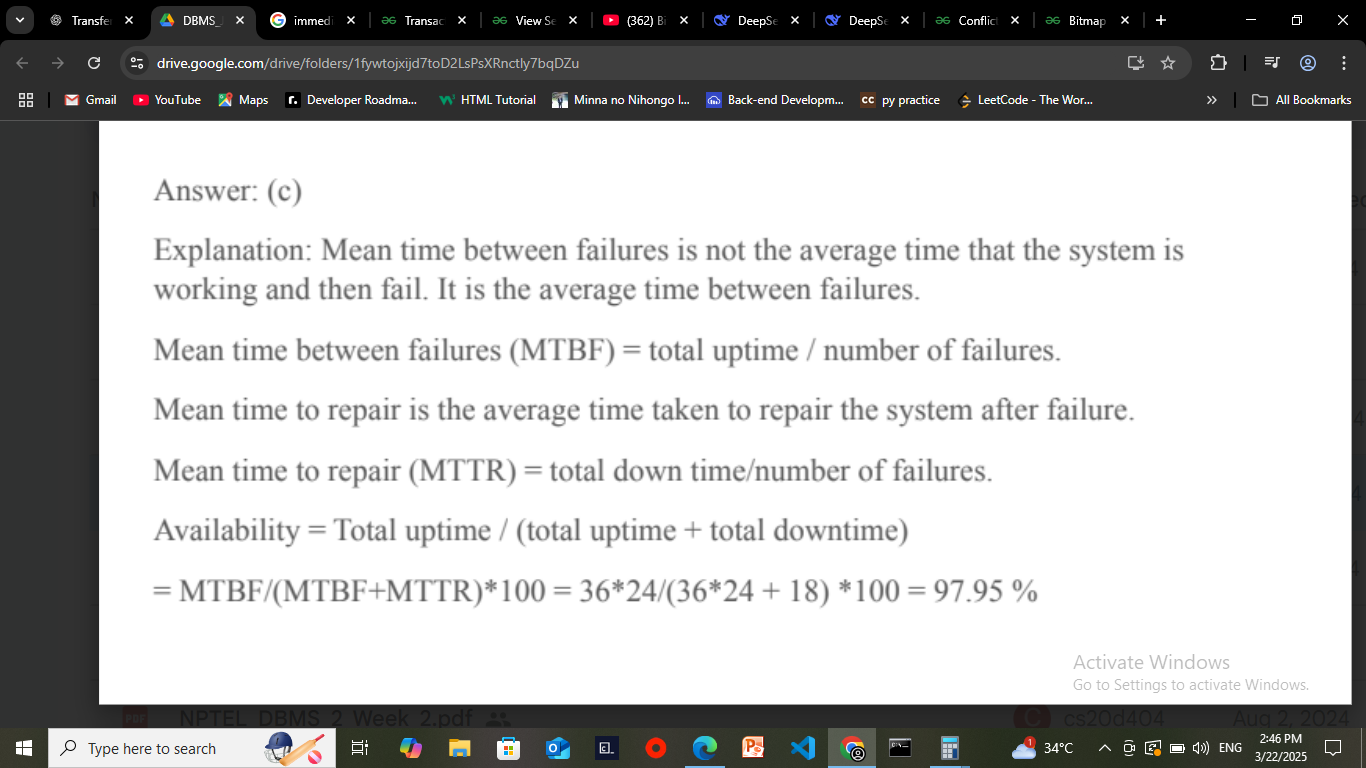 Transfer
DBMS_
immedi
Transac
View Se
(362) Bi
DeepSe
DeepSe
Conflic
Bitmap
drive.google.com/drive/folders/1fywtojxijd7toD2LsPsXRnctly7bqDZu
Gmail
YouTube
Maps
Developer Roadma...
HTML Tutorial
Minna no Nihongo I...
Back-end Developm...
CC py practice
LeetCode - The Wor...
All Bookmarks
Answer: (c)
Explanation: Mean time between failures is not the average time that the system is
working and then fail. It is the average time between failures.
Mean time between failures (MTBF) = total uptime / number of failures.
Mean time to repair is the average time taken to repair the system after failure.
Mean time to repair (MTTR) = total down time/number of failures.
Availability = Total uptime / (total uptime + total downtime)
= MTBF/(MTBF+MTTR)*100 = 36*24/(36*24 + 18) *100 = 97.95 %
Activate Windows
Go to Settings to activate Windows.
PDF NPTEL_DBMS_2_Week_2.pdf
C cs20d404
Aug 2, 2024
Type here to search
1
34°C
ENG
2:46 PM
3/22/2025